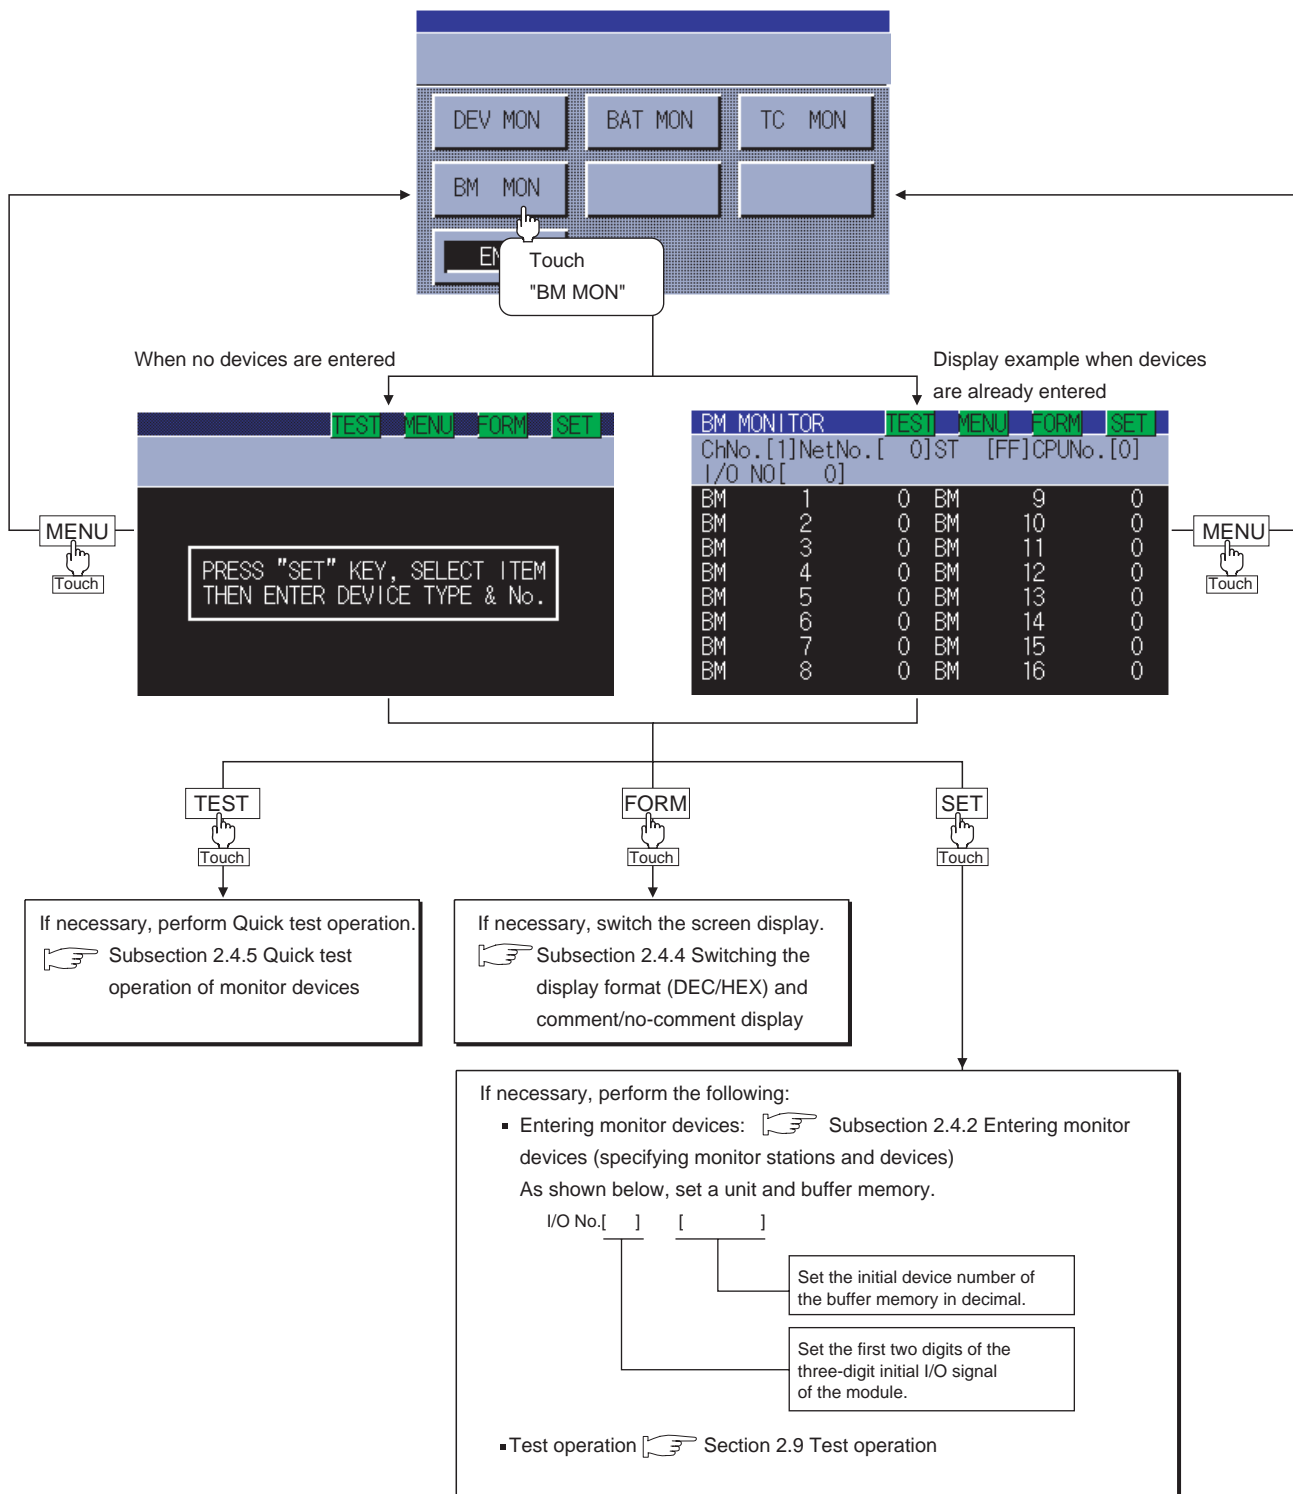 DEV MON
BAT MON
TC MON
BM MON
Touch
"BM MON"
When no devices are entered
Display example when devices
are already entered
TEST MENU FORM SET
PRESS "SET" KEY, SELECT ITEM
THEN ENTER DEVICE TYPE & No.
BM MONITOR TEST MENU FORM SET
ChNo.[1]NetNo.[ 0]ST [FF]CPUNo.[0]
I/O NO[ 0]
BM 1 0 BM 9 0
BM 2 0 BM 10 0
BM 3 0 BM 11 0
BM 4 0 BM 12 0
BM 5 0 BM 13 0
BM 6 0 BM 14 0
BM 7 0 BM 15 0
BM 8 0 BM 16 0
MENU
Touch
MENU
Touch
TEST
Touch
FORM
Touch
SET
Touch
If necessary, perform Quick test operation.
Subsection 2.4.5 Quick test
operation of monitor devices
If necessary, switch the screen display.
Subsection 2.4.4 Switching the
display format (DEC/HEX) and
comment/no-comment display
If necessary, perform the following:
▪ Entering monitor devices: Subsection 2.4.2 Entering monitor
devices (specifying monitor stations and devices)
As shown below, set a unit and buffer memory.
I/O No.[ ] [ ]
Set the initial device number of
the buffer memory in decimal.
Set the first two digits of the
three-digit initial I/O signal
of the module.
▪Test operation Section 2.9 Test operation